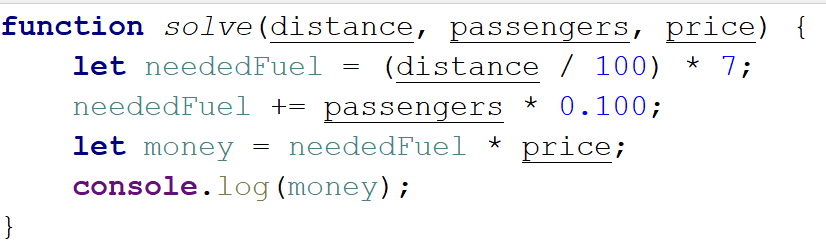 function solve(distance, passengers, price) {
    let neededFuel = (distance / 100) * 7;
    neededFuel += passengers * 0.100;
    let money = neededFuel * price;
    console.log(money);
}